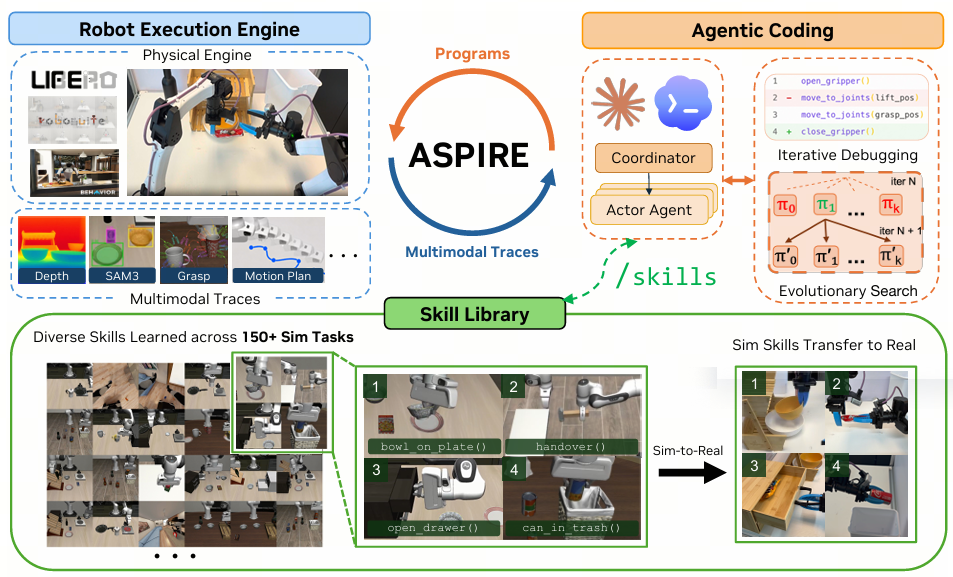 Robot Execution Engine
Physical Engine
LIBERO
robosuite
BEHAVIOR
Depth
SAM3
Grasp
Motion Plan
Multimodal Traces
Programs
ASPIRE
Multimodal Traces
Agentic Coding
Coordinator
Actor Agent
1 open_gripper()
2 - move_to_joints(lift_pos)
3 move_to_joints(grasp_pos)
4 + close_gripper()
Iterative Debugging
iter N
π0 π1 ... πk
iter N + 1
π'0 π'1 ... π'k
Evolutionary Search
/skills
Skill Library
Diverse Skills Learned across 150+ Sim Tasks
1
bowl_on_plate()
2
handover()
3
open_drawer()
4
can_in_trash()
Sim-to-Real
Sim Skills Transfer to Real
1
2
3
4